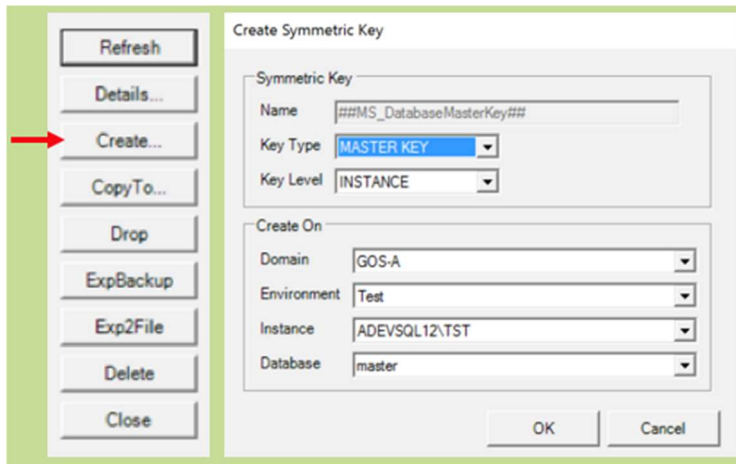 Refresh
Details...
Create...
CopyTo...
Drop
ExpBackup
Exp2File
Delete
Close
Create Symmetric Key
Symmetric Key
Name ##MS_DatabaseMasterKey##
Key Type MASTER KEY
Key Level INSTANCE
Create On
Domain GOS-A
Environment Test
Instance ADEVSQL12\TST
Database master
OK Cancel